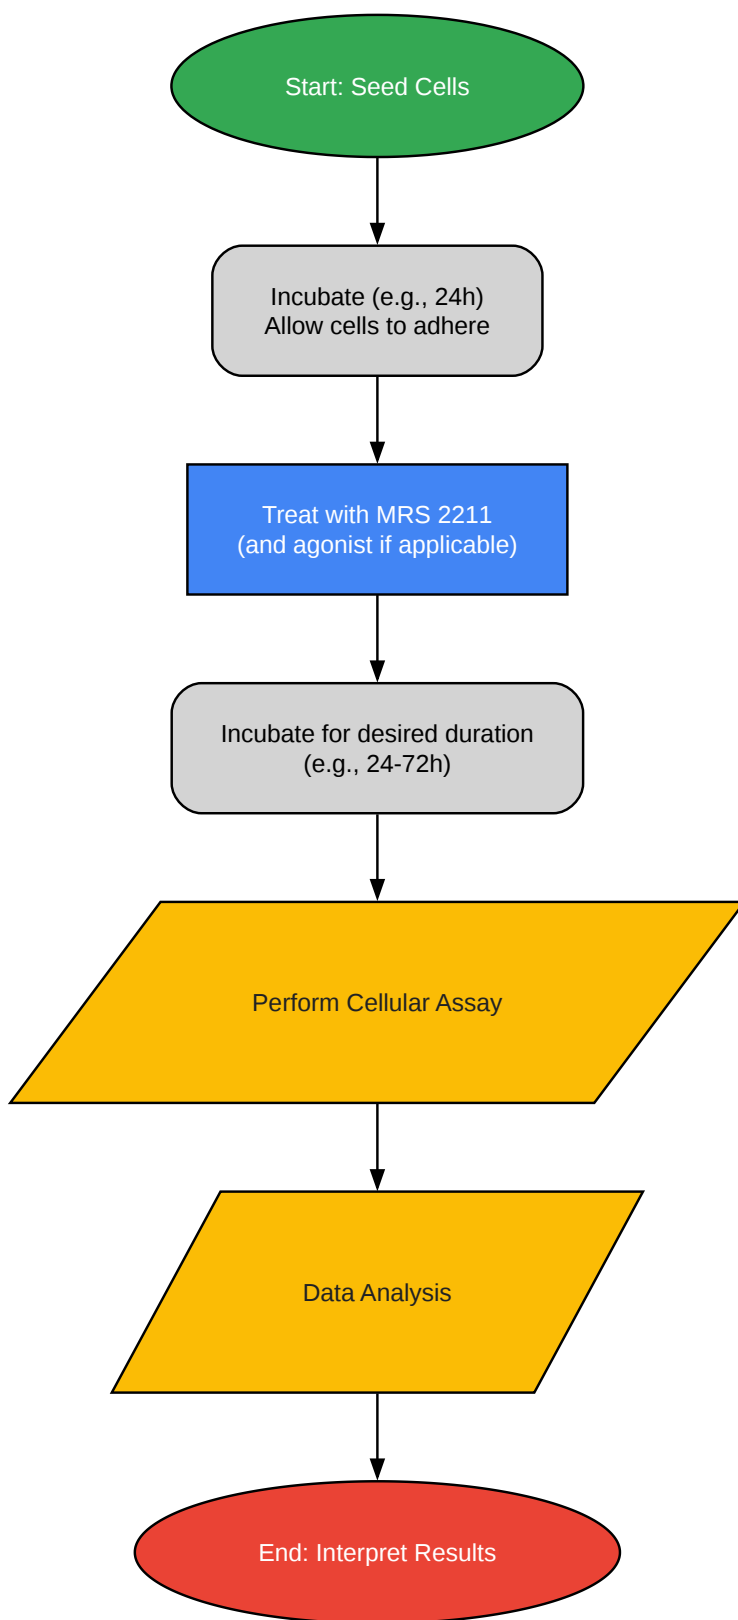 Start: Seed Cells
Incubate (e.g., 24h)
Allow cells to adhere
Treat with MRS 2211
(and agonist if applicable)
Incubate for desired duration
(e.g., 24-72h)
Perform Cellular Assay
Data Analysis
End: Interpret Results